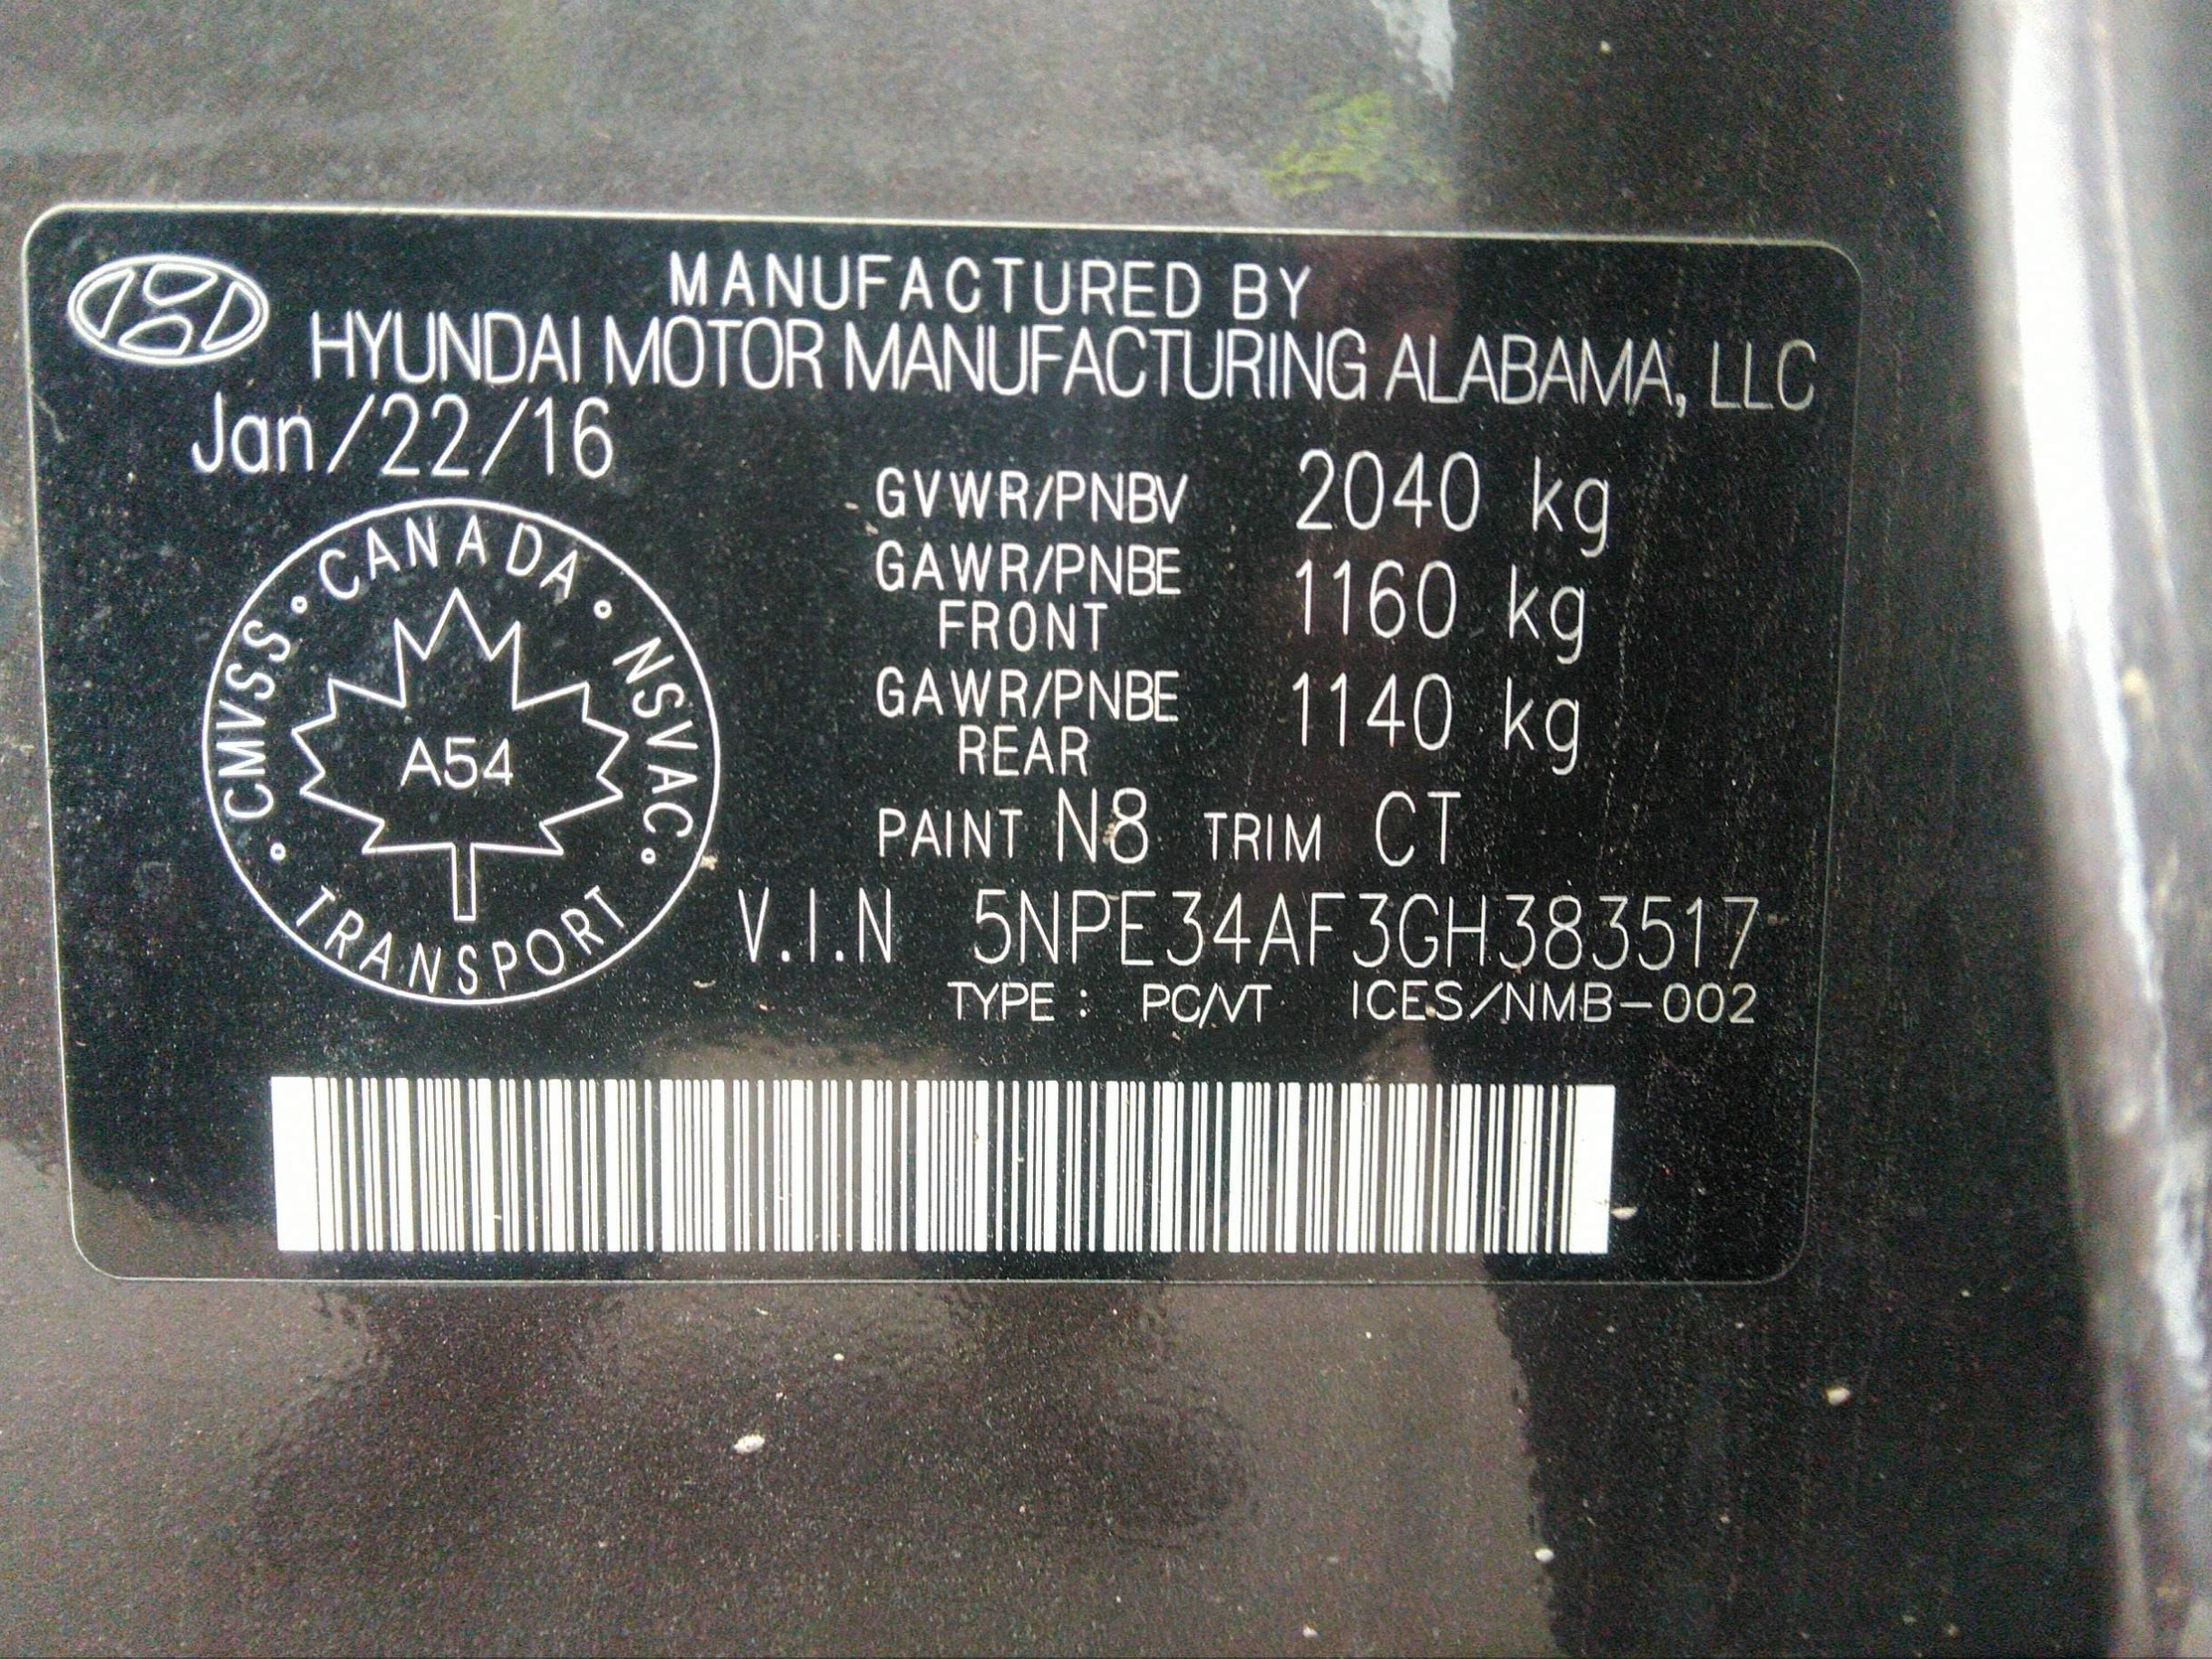 MANUFACTURED BY
HYUNDAI MOTOR MANUFACTURING ALABAMA, LLC
Jan/22/16
GVWR/PNBV 2040 kg
GAWR/PNBE
FRONT 1160 kg
GAWR/PNBE
REAR 1140 kg
CANADA
CMVSS
NSVAC
A54
TRANSPORT
PAINT N8 TRIM CT
V.I.N 5NPE34AF3GH383517
TYPE : PC/VT ICES/NMB-002